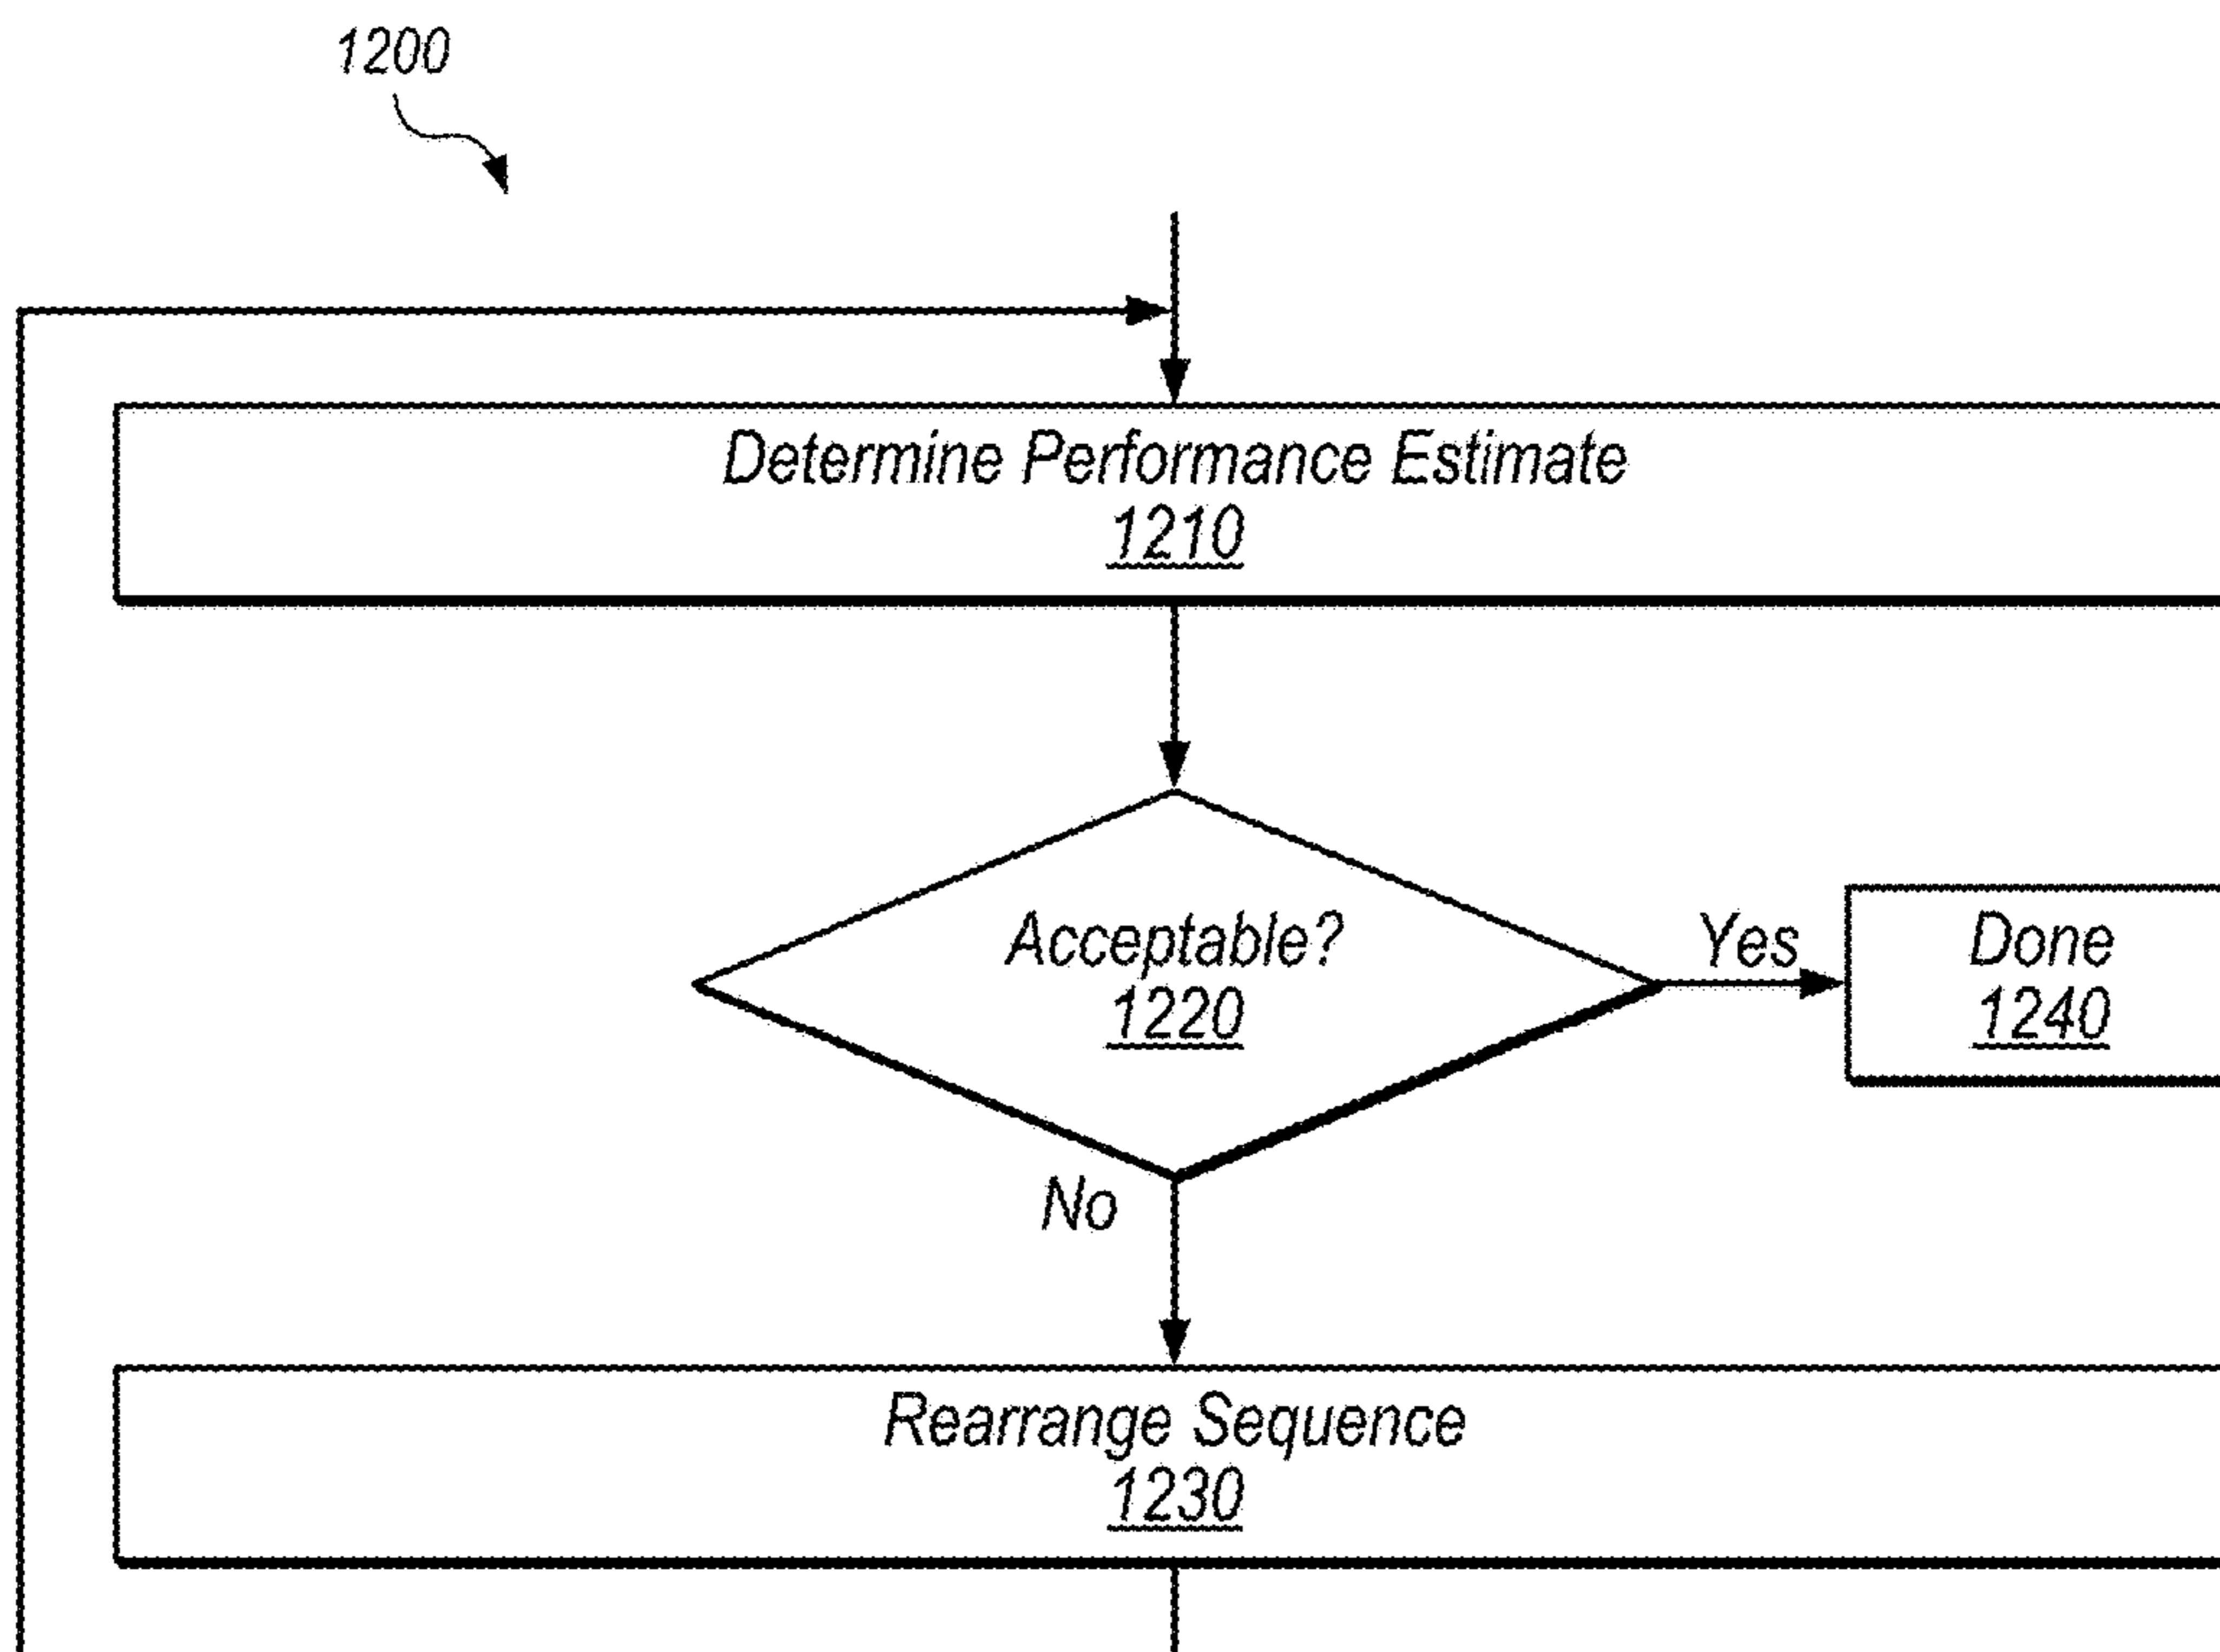 1200
Determine Performance Estimate
1210
Acceptable?
1220
Yes
Done
1240
No
Rearrange Sequence
1230